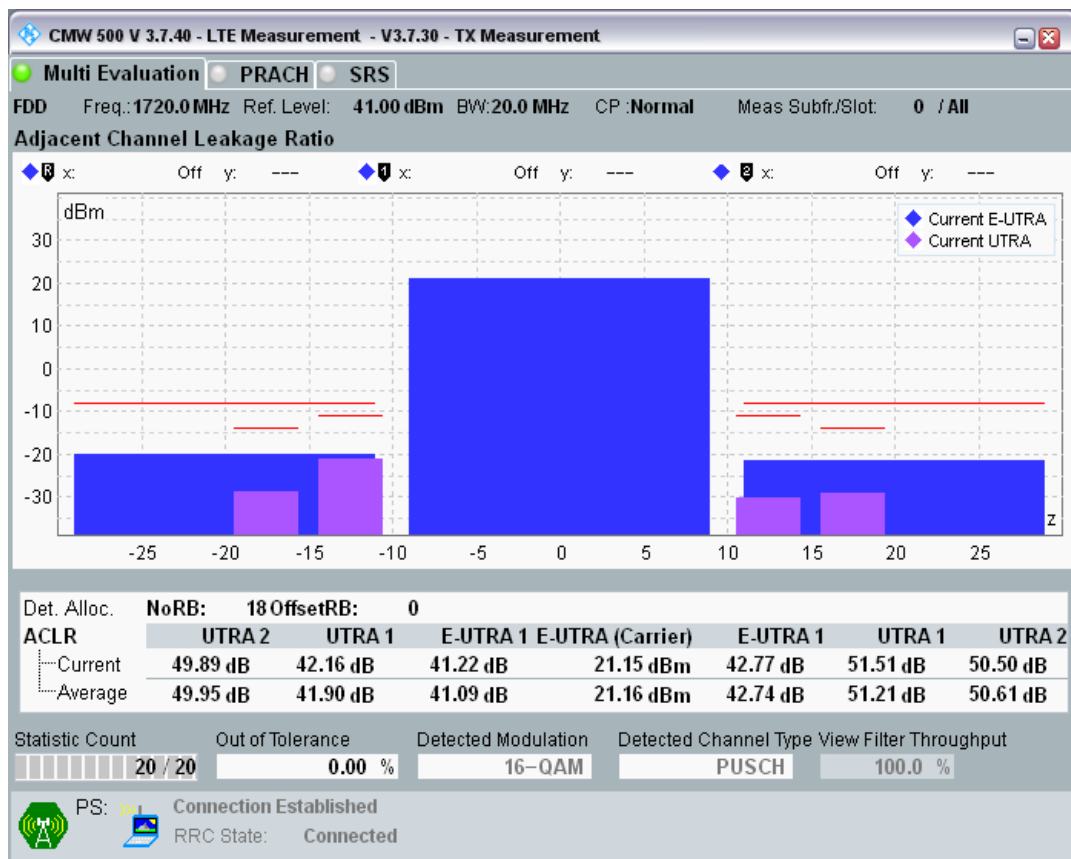 CMW 500 V 3.7.40 - LTE Measurement - V3.7.30 - TX Measurement
Multi Evaluation PRACH SRS
FDD Freq.: 1720.0 MHz Ref. Level: 41.00 dBm BW: 20.0 MHz CP : Normal Meas Subfr./Slot: 0 / All
Adjacent Channel Leakage Ratio
R x: Off y: --- 1 x: Off y: --- 2 x: Off y: ---
dBm
Current E-UTRA
Current UTRA
30
20
10
0
-10
-20
-30
z
-25 -20 -15 -10 -5 0 5 10 15 20 25
Det. Alloc. NoRB: 18 OffsetRB: 0
ACLR UTRA 2 UTRA 1 E-UTRA 1 E-UTRA (Carrier) E-UTRA 1 UTRA 1 UTRA 2
Current 49.89 dB 42.16 dB 41.22 dB 21.15 dBm 42.77 dB 51.51 dB 50.50 dB
Average 49.95 dB 41.90 dB 41.09 dB 21.16 dBm 42.74 dB 51.21 dB 50.61 dB
Statistic Count Out of Tolerance Detected Modulation Detected Channel Type View Filter Throughput
20 / 20 0.00 % 16-QAM PUSCH 100.0 %
PS: Connection Established
RRC State: Connected